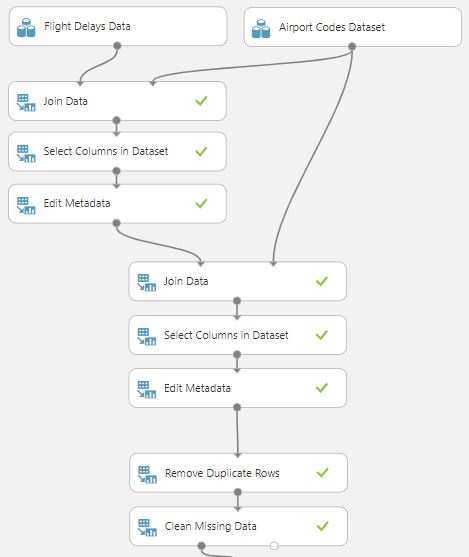 Flight Delays Data
Airport Codes Dataset
Join Data
Select Columns in Dataset
Edit Metadata
Join Data
Select Columns in Dataset
Edit Metadata
Remove Duplicate Rows
Clean Missing Data